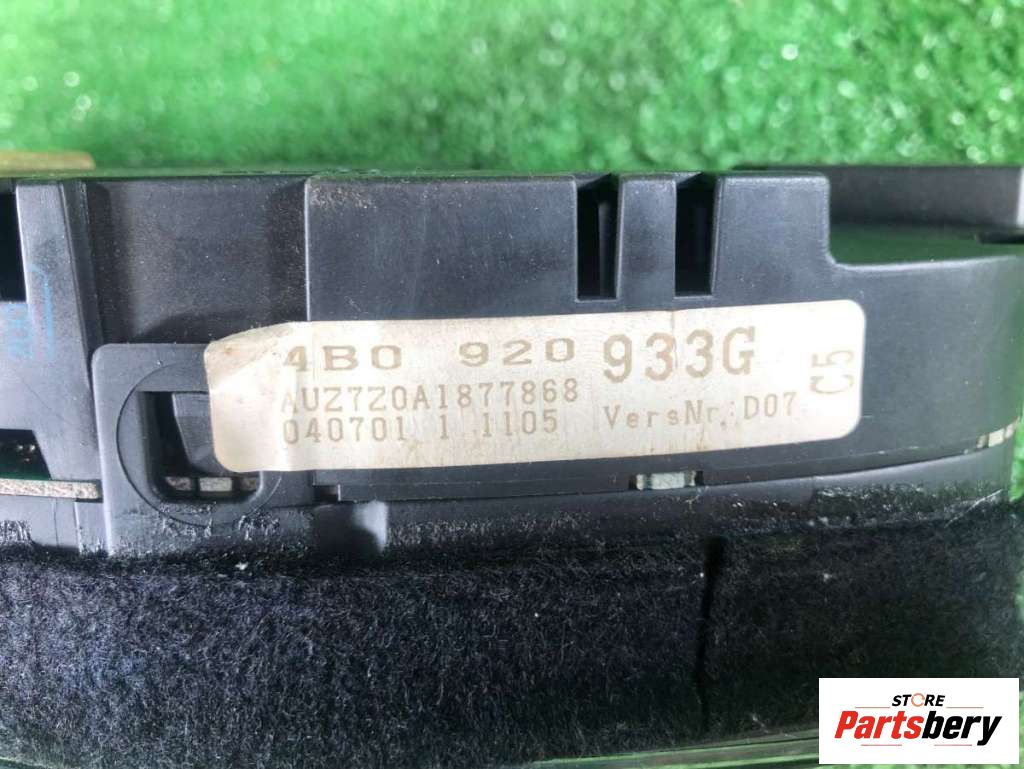 4B0 920 933G
AUZ7Z0A1877868
040701 1 1105 VersNr.:D07
C5
STORE
Partsbery